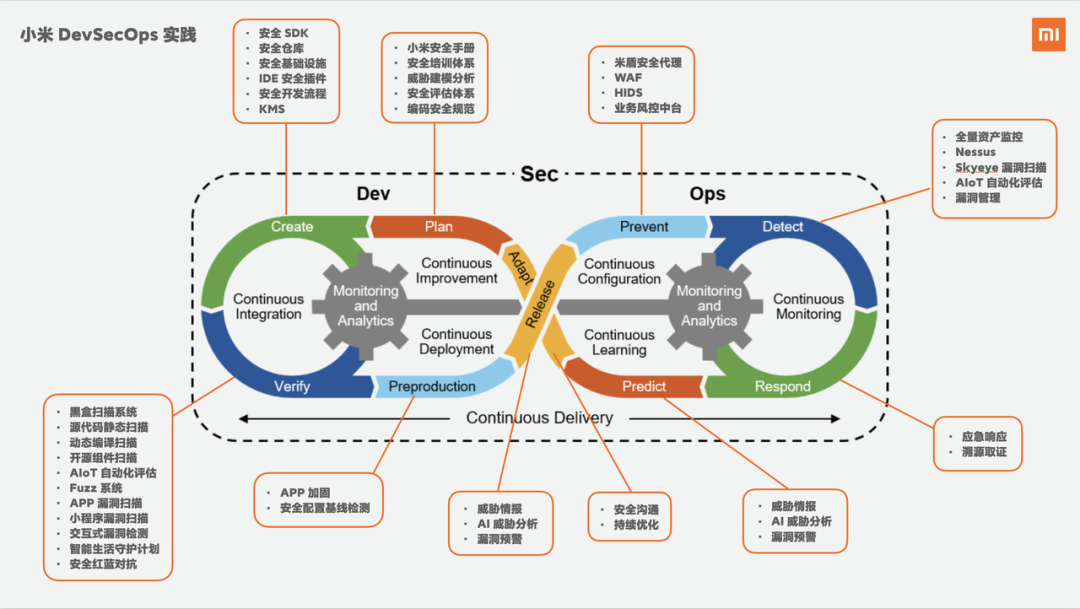 小米 DevSecOps 实践
mi
• 安全 SDK
• 安全仓库
• 安全基础设施
• IDE 安全插件
• 安全开发流程
• KMS
• 小米安全手册
• 安全培训体系
• 威胁建模分析
• 安全评估体系
• 编码安全规范
• 米盾安全代理
• WAF
• HIDS
• 业务风控中台
• 全量资产监控
• Nessus
• Skyeye 漏洞扫描
• AIoT 自动化评估
• 漏洞管理
Sec
Dev
Ops
Create
Plan
Adapt
Release
Prevent
Detect
Continuous
Improvement
Continuous
Configuration
Continuous
Integration
Monitoring
and
Analytics
Monitoring
and
Analytics
Continuous
Monitoring
Continuous
Deployment
Continuous
Learning
Verify
Preproduction
Predict
Respond
Continuous Delivery
• 黑盒扫描系统
• 源代码静态扫描
• 动态编译扫描
• 开源组件扫描
• AIoT 自动化评估
• Fuzz 系统
• APP 漏洞扫描
• 小程序漏洞扫描
• 交互式漏洞检测
• 智能生活守护计划
• 安全红蓝对抗
• APP 加固
• 安全配置基线检测
• 威胁情报
• AI 威胁分析
• 漏洞预警
• 安全沟通
• 持续优化
• 威胁情报
• AI 威胁分析
• 漏洞预警
• 应急响应
• 溯源取证